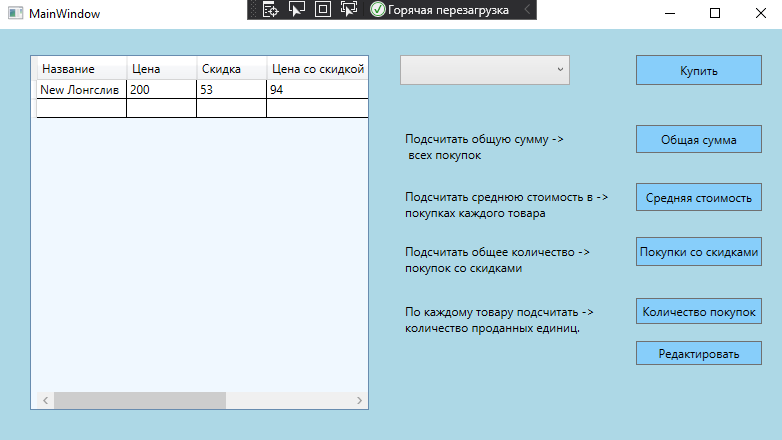 MainWindow
Горячая перезагрузка
Название Цена Скидка Цена со скидкой
New Лонгслив 200 53 94
Купить
Подсчитать общую сумму ->
всех покупок
Общая сумма
Подсчитать среднюю стоимость в ->
покупках каждого товара
Средняя стоимость
Подсчитать общее количество ->
покупок со скидками
Покупки со скидками
По каждому товару подсчитать ->
количество проданных единиц.
Количество покупок
Редактировать